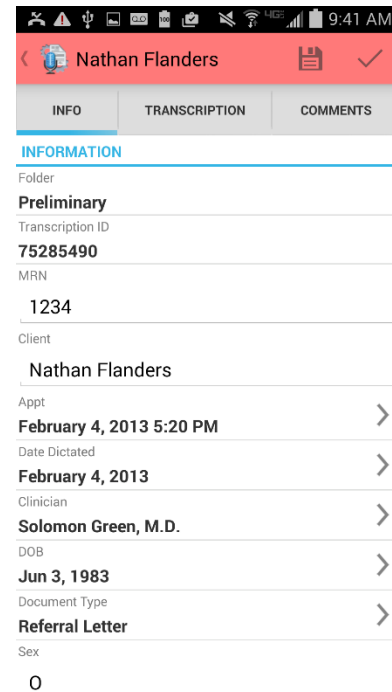 4G
9:41 AM
Nathan Flanders
INFO
TRANSCRIPTION
COMMENTS
INFORMATION
Folder
Preliminary
Transcription ID
75285490
MRN
1234
Client
Nathan Flanders
Appt
February 4, 2013 5:20 PM
Date Dictated
February 4, 2013
Clinician
Solomon Green, M.D.
DOB
Jun 3, 1983
Document Type
Referral Letter
Sex
O